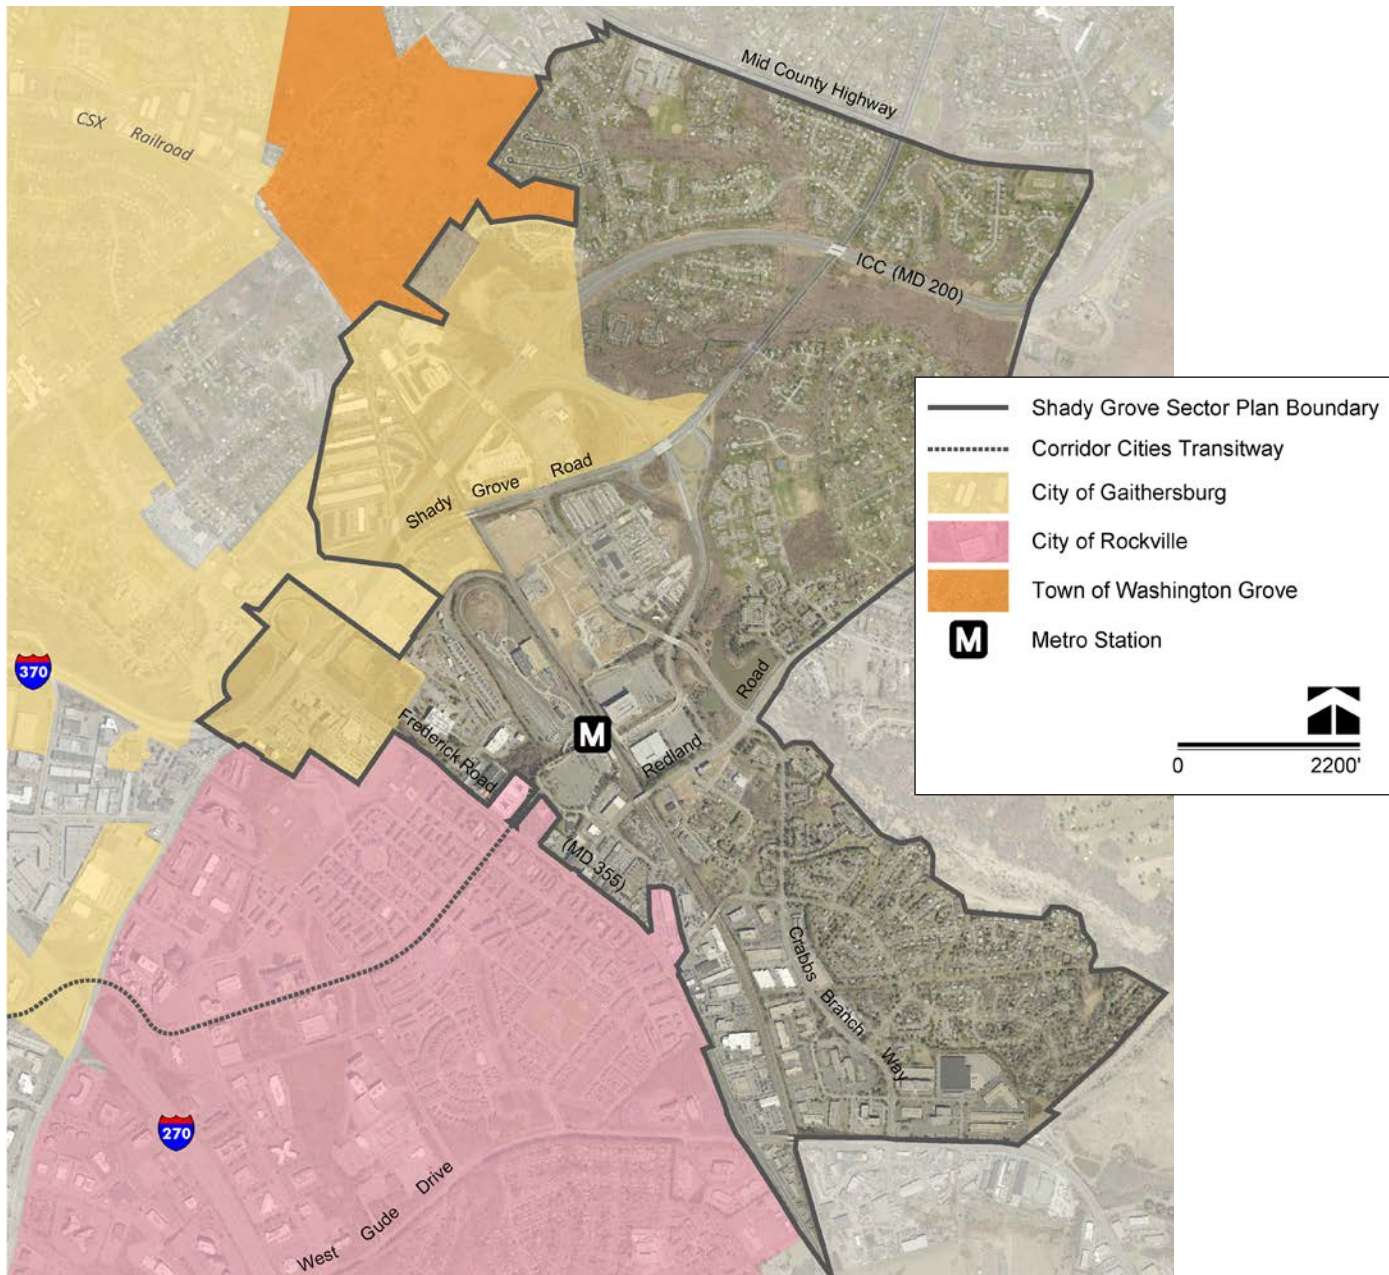 Mid County Highway
CSX Railroad
ICC (MD 200)
Shady Grove Road
370
M
Redland Road
Frederick Road
(MD 355)
Crabbs Branch Way
270
West Gude Drive
Shady Grove Sector Plan Boundary
Corridor Cities Transitway
City of Gaithersburg
City of Rockville
Town of Washington Grove
M Metro Station
0 2200'